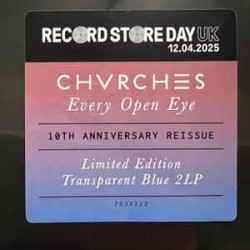 RECORD STORE DAY UK
12.04.2025
CHVRCHES
Every Open Eye
10TH ANNIVERSARY REISSUE
Limited Edition
Transparent Blue 2LP
7532222